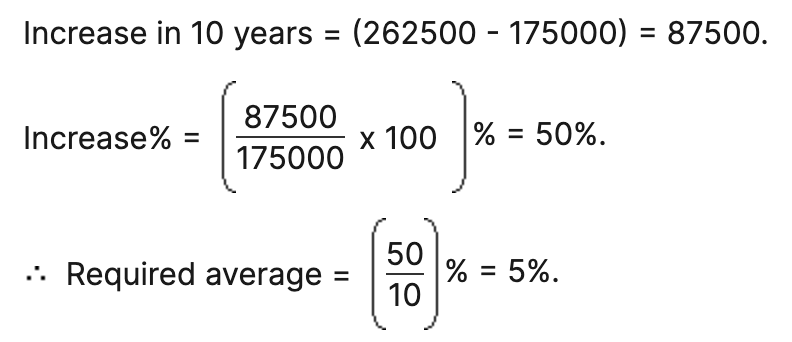 Increase in 10 years = (262500 - 175000) = 87500.
Increase% = (87500/175000 x 100)% = 50%.
∴ Required average = (50/10)% = 5%.